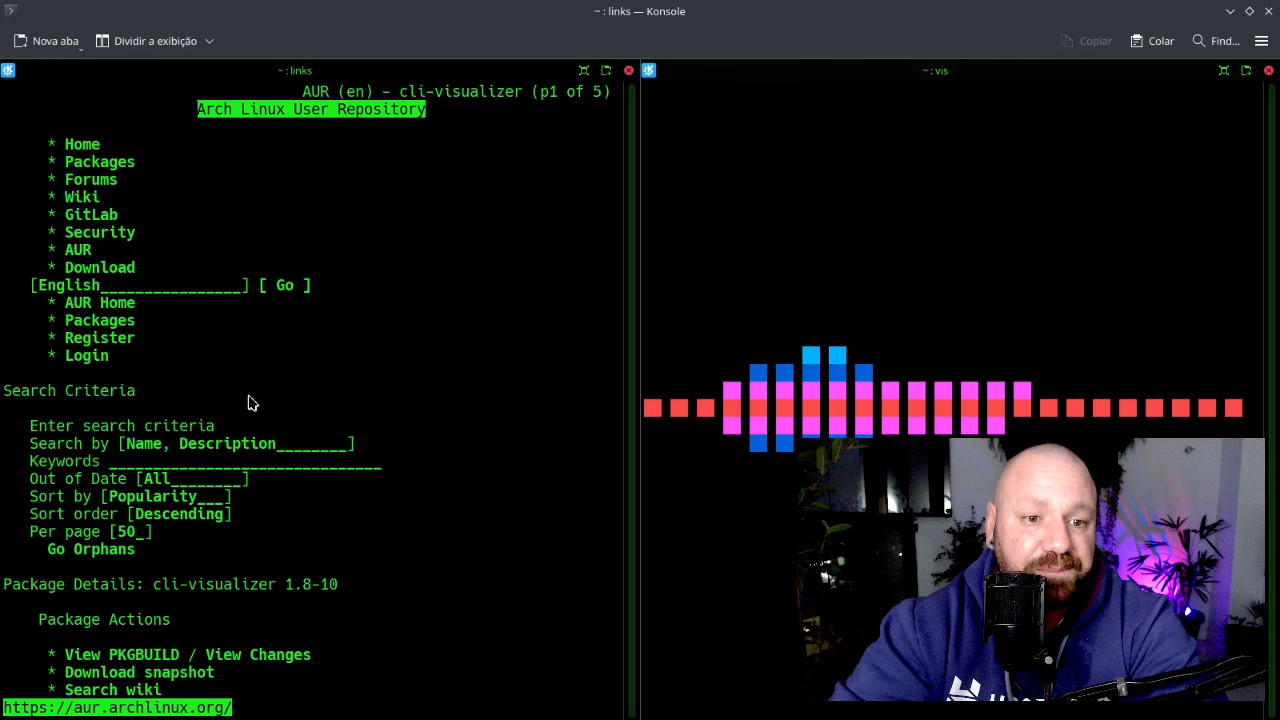 ~ : links — Konsole
Nova aba
Dividir a exibição
Copiar
Colar
Find...
~ : links
~ : vis
AUR (en) - cli-visualizer (p1 of 5)
Arch Linux User Repository
* Home
* Packages
* Forums
* Wiki
* GitLab
* Security
* AUR
* Download
[English________________] [ Go ]
* AUR Home
* Packages
* Register
* Login
Search Criteria
Enter search criteria
Search by [Name, Description________]
Keywords _______________________________
Out of Date [All________]
Sort by [Popularity___]
Sort order [Descending]
Per page [50_]
Go Orphans
Package Details: cli-visualizer 1.8-10
Package Actions
* View PKGBUILD / View Changes
* Download snapshot
* Search wiki
https://aur.archlinux.org/